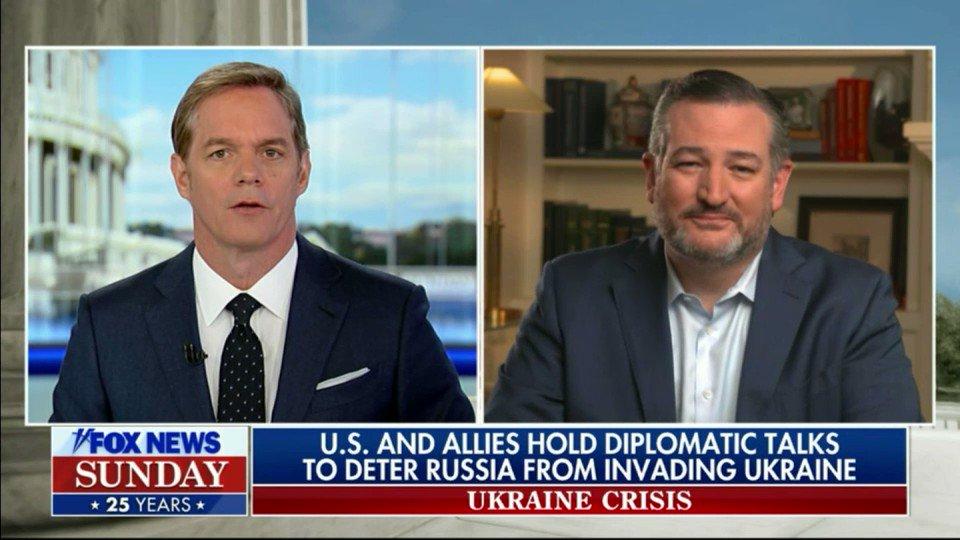 FOX NEWS
SUNDAY
25 YEARS
U.S. AND ALLIES HOLD DIPLOMATIC TALKS
TO DETER RUSSIA FROM INVADING UKRAINE
UKRAINE CRISIS